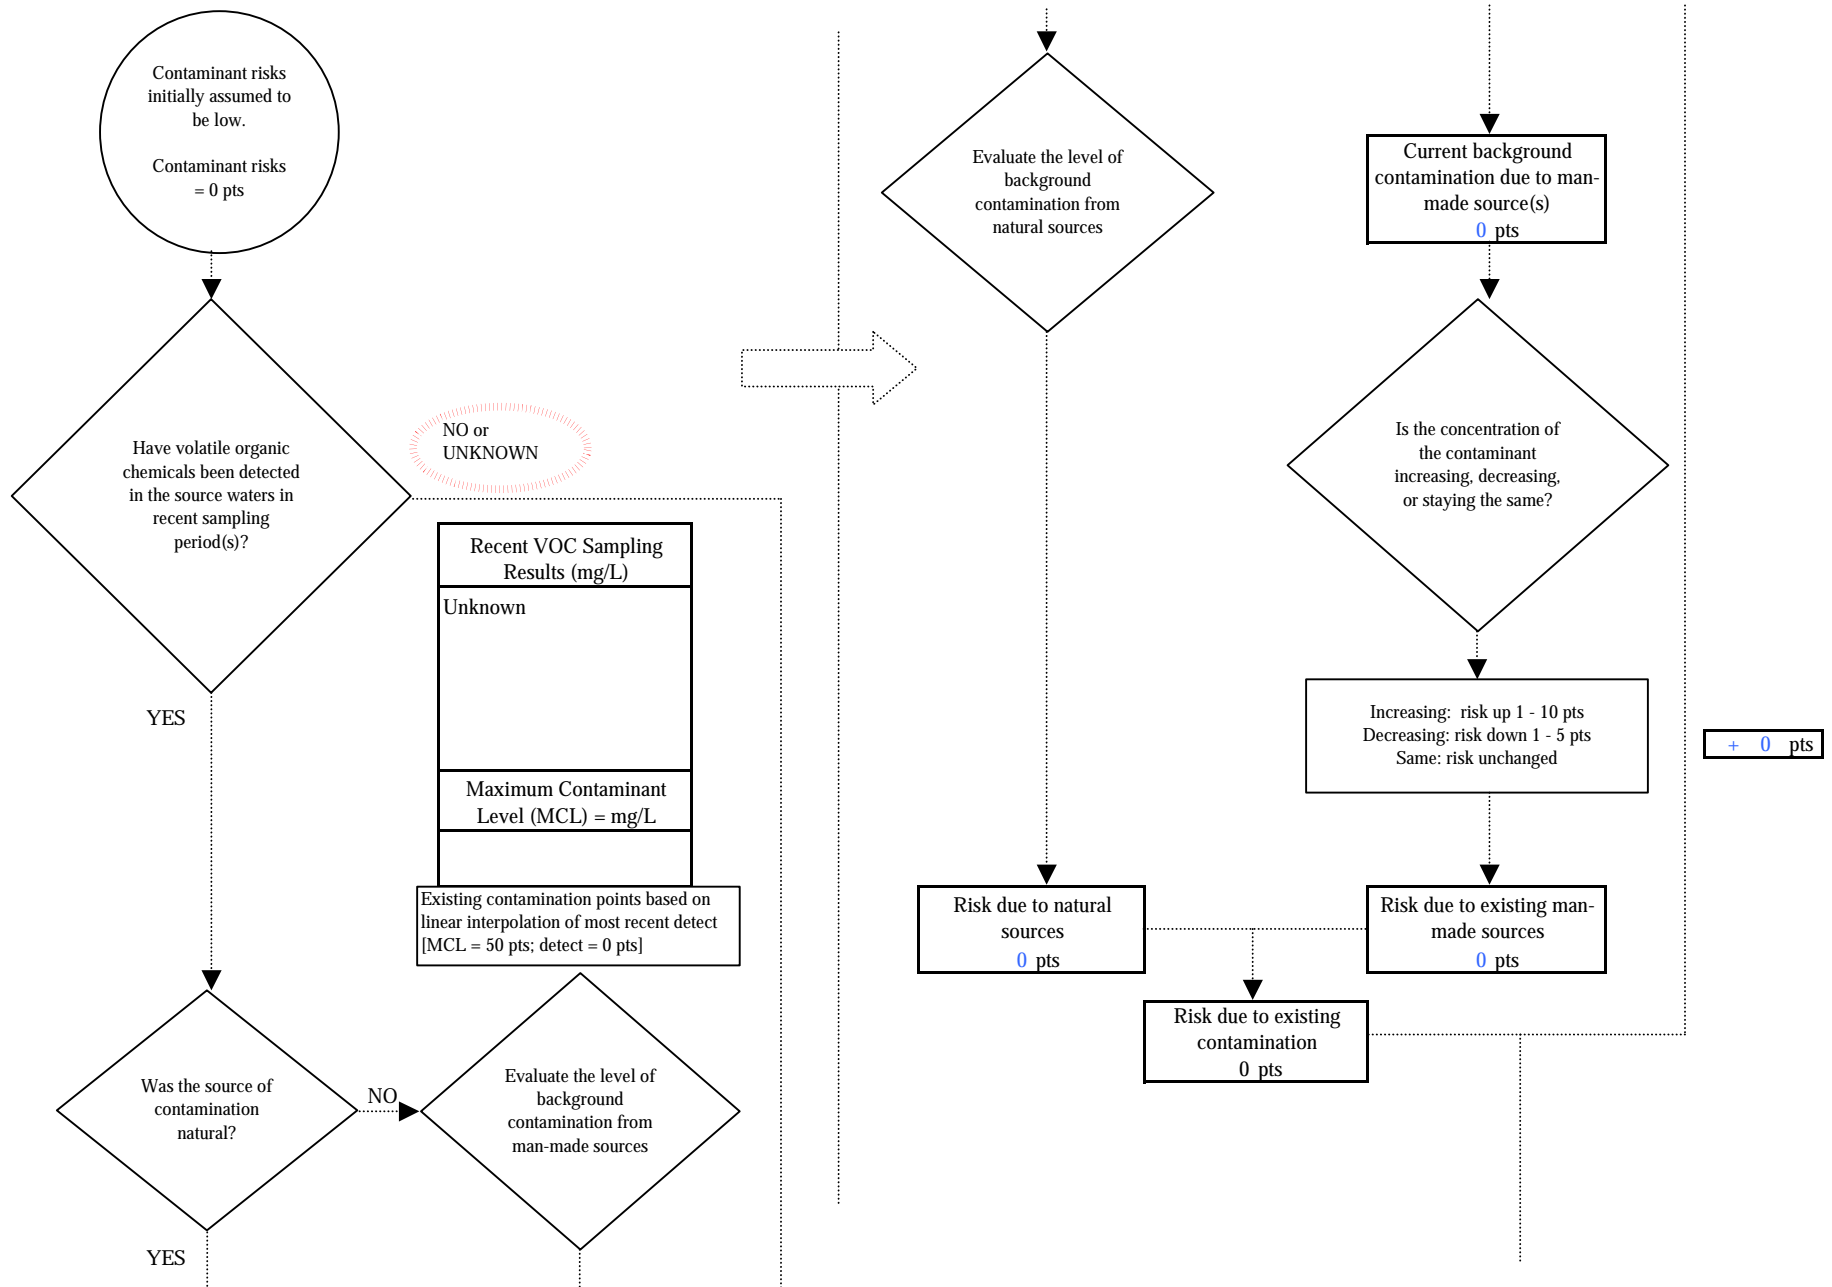 Contaminant risks
initially assumed to
be low.
Contaminant risks
= 0 pts
Have volatile organic
chemicals been detected
in the source waters in
recent sampling
period(s)?
NO or
UNKNOWN
YES
Recent VOC Sampling
Results (mg/L)
Unknown
Maximum Contaminant
Level (MCL) = mg/L
Existing contamination points based on
linear interpolation of most recent detect
[MCL = 50 pts; detect = 0 pts]
Was the source of
contamination
natural?
NO
YES
Evaluate the level of
background
contamination from
man-made sources
Evaluate the level of
background
contamination from
natural sources
Current background
contamination due to man-
made source(s)
0 pts
Is the concentration of
the contaminant
increasing, decreasing,
or staying the same?
Increasing: risk up 1 - 10 pts
Decreasing: risk down 1 - 5 pts
Same: risk unchanged
+ 0 pts
Risk due to natural
sources
0 pts
Risk due to existing man-
made sources
0 pts
Risk due to existing
contamination
0 pts